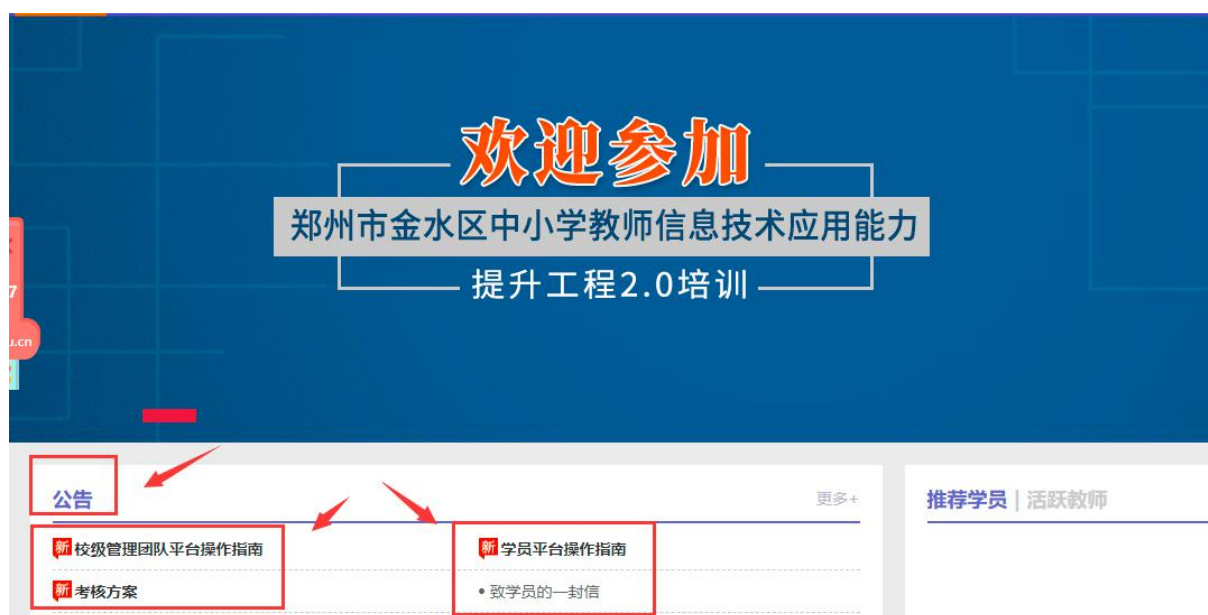 欢迎参加
郑州市金水区中小学教师信息技术应用能力
提升工程2.0培训
7
u.cn
公告
更多+
推荐学员 | 活跃教师
新 校级管理团队平台操作指南
新 学员平台操作指南
新 考核方案
• 致学员的一封信